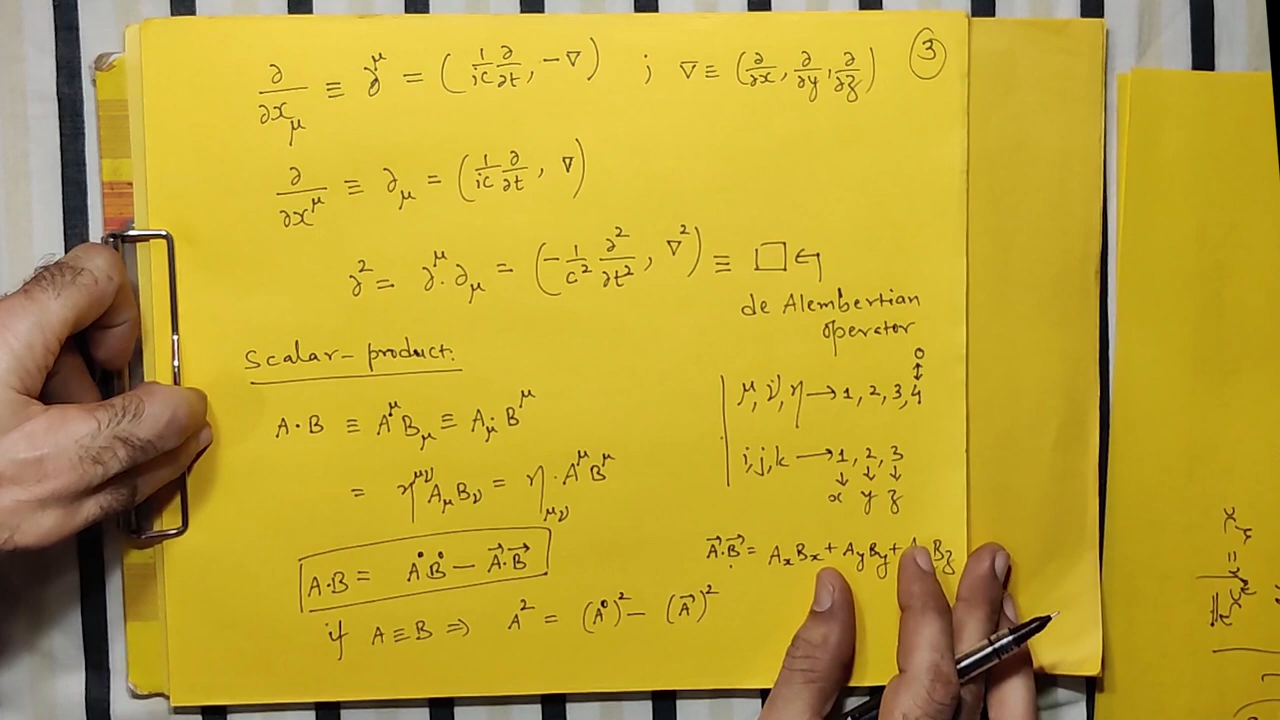 ③
∂/∂x_μ ≡ ∂^μ = (1/ic ∂/∂t, -∇) ; ∇ ≡ (∂/∂x, ∂/∂y, ∂/∂z)
∂/∂x^μ ≡ ∂_μ = (1/ic ∂/∂t, ∇)
∂² = ∂^μ·∂_μ = (-1/c² ∂²/∂t², ∇²) ≡ □ ↩
de Alembertian
operator
Scalar-product:
A·B ≡ A^μ B_μ ≡ A_μ B^μ
= η^μν A_μ B_ν = η_μν · A^μ B^μ
A·B = A⁰B⁰ - A⃗·B⃗
if A ≡ B ⇒ A² = (A⁰)² - (A⃗)²
0
↕
μ, ν, η → 1, 2, 3, 4
i, j, k → 1, 2, 3
↓ ↓ ↓
x y z
A⃗·B⃗ = A_x B_x + A_y B_y + B_z